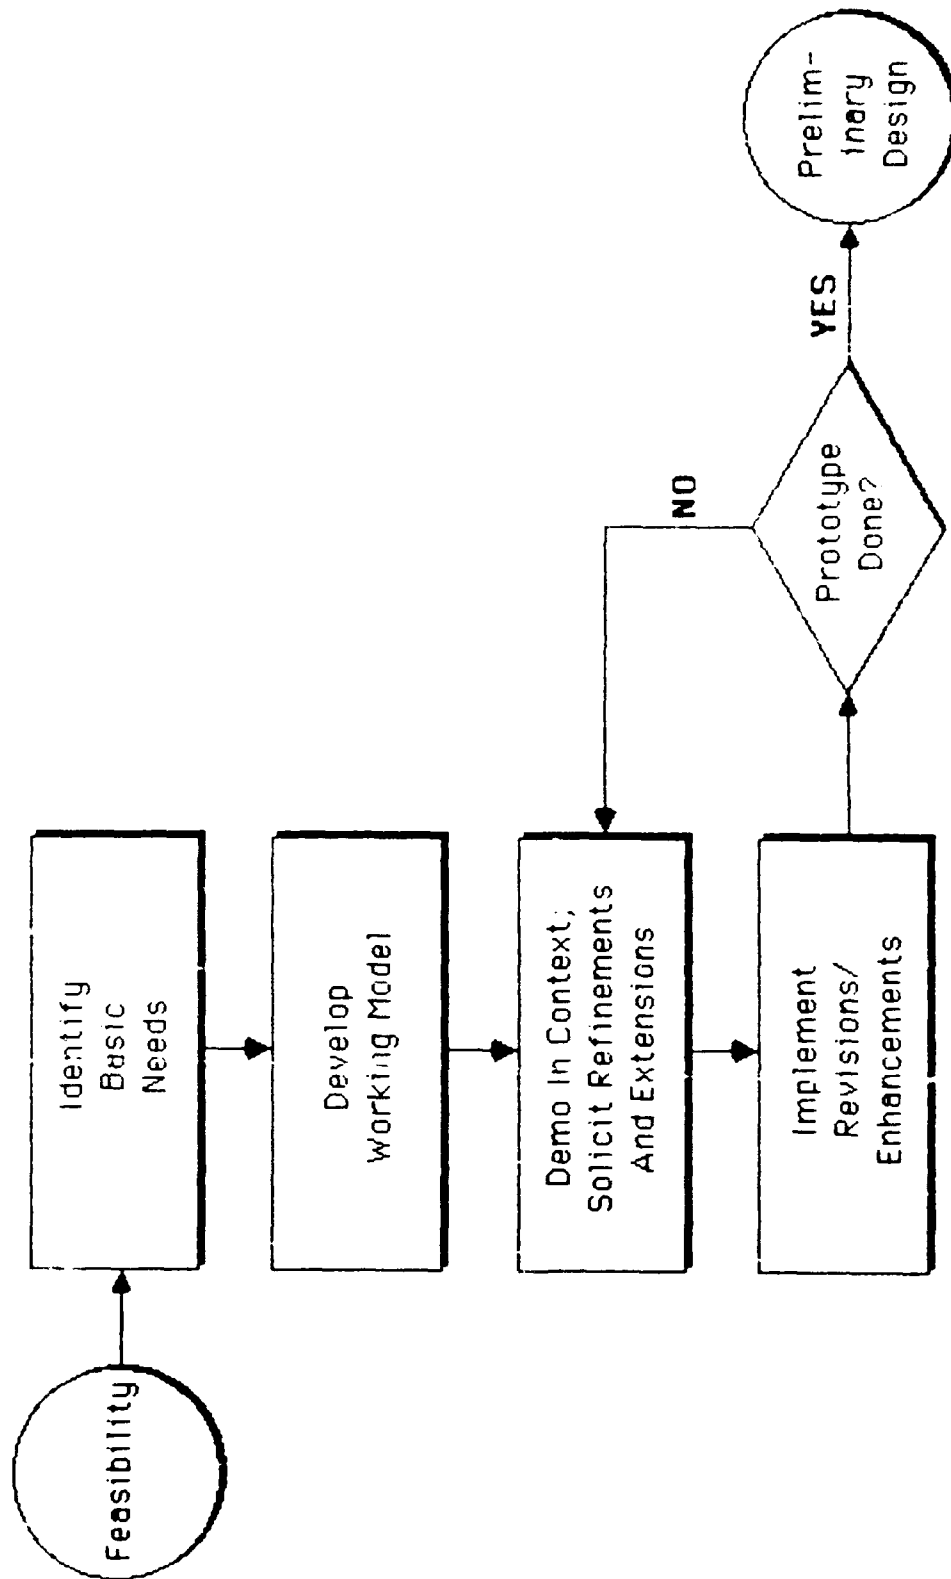 Feasibility
Identify
Basic
Needs
Develop
Working Model
Demo In Context;
Solicit Refinements
And Extensions
Implement
Revisions/
Enhancements
Prototype
Done?
NO
YES
Prelim-
inary
Design